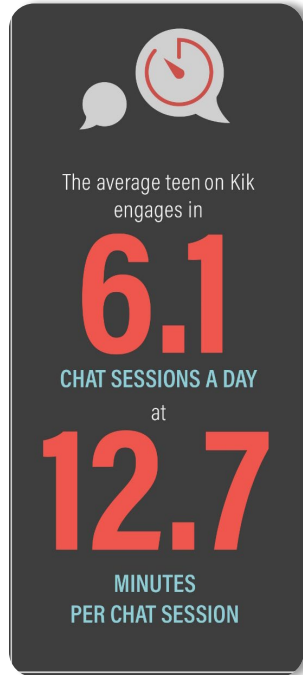 The average teen on Kik
engages in
6.1
CHAT SESSIONS A DAY
at
12.7
MINUTES
PER CHAT SESSION